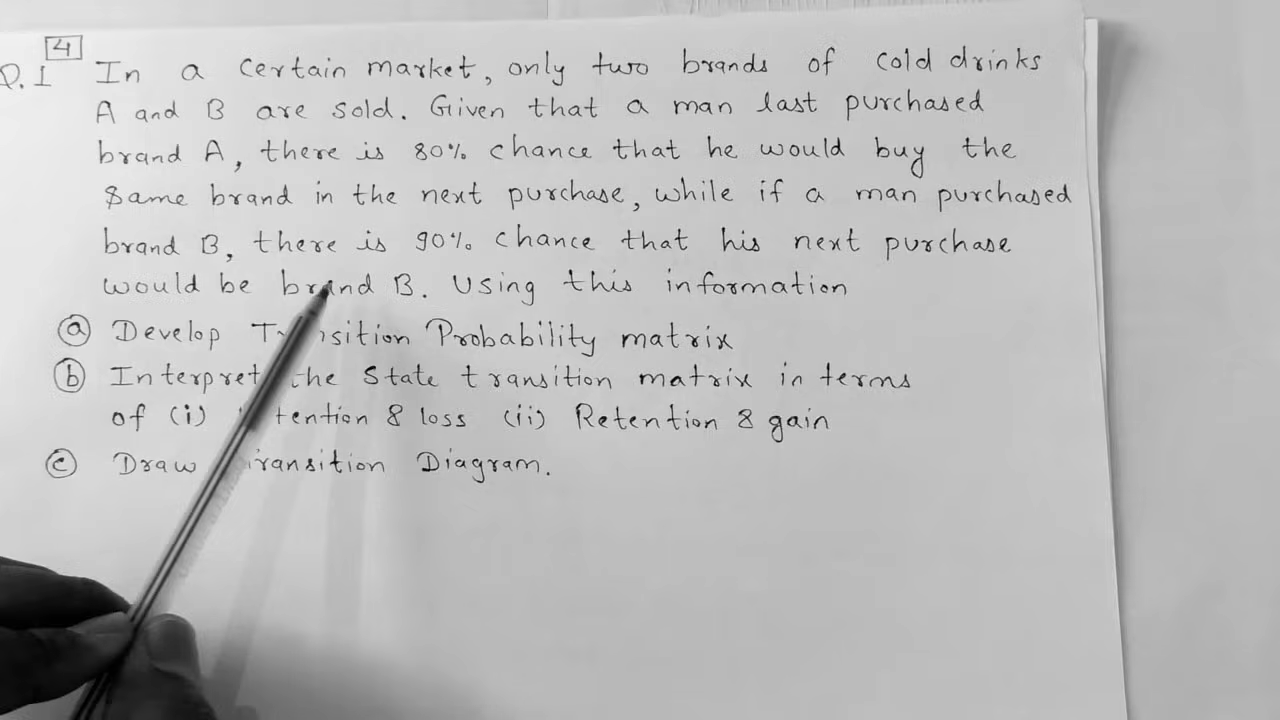 4
Q.1 In a certain market, only two brands of cold drinks
A and B are sold. Given that a man last purchased
brand A, there is 80% chance that he would buy the
same brand in the next purchase, while if a man purchased
brand B, there is 90% chance that his next purchase
would be brand B. Using this information
(a) Develop Transition Probability matrix
(b) Interpret the State transition matrix in terms
of (i) Retention & loss (ii) Retention & gain
(c) Draw Transition Diagram.